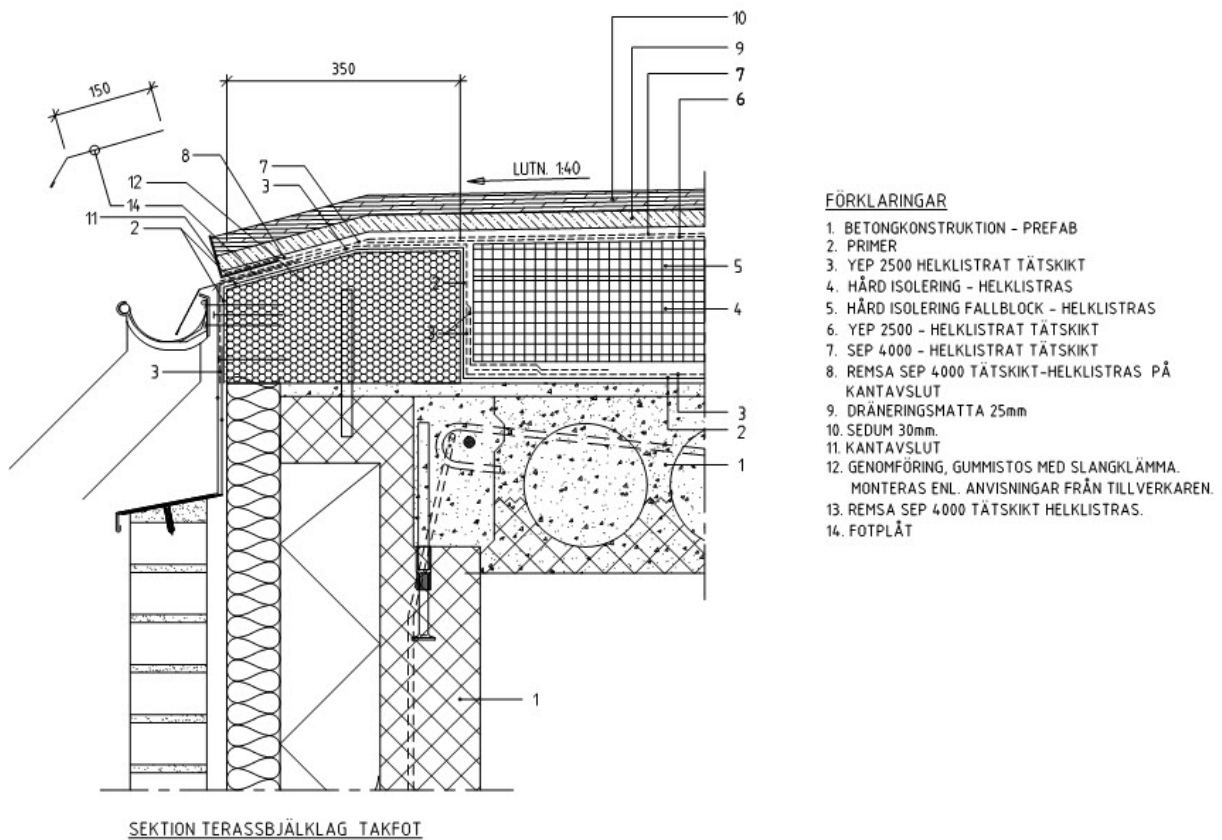 10
9
7
6
350
150
8
7
3
12
14
11
2
LUTN. 1:40
5
4
2
3
3
3
2
1
1
SEKTION TERASSBJÄLKLAG TAKFOT
FÖRKLARINGAR
1. BETONGKONSTRUKTION - PREFAB
2. PRIMER
3. YEP 2500 HELKLISTRAT TÄTSKIKT
4. HÅRD ISOLERING - HELKLISTRAS
5. HÅRD ISOLERING FALLBLOCK - HELKLISTRAS
6. YEP 2500 - HELKLISTRAT TÄTSKIKT
7. SEP 4000 - HELKLISTRAT TÄTSKIKT
8. REMSA SEP 4000 TÄTSKIKT-HELKLISTRAS PÅ
KANTAVSLUT
9. DRÄNERINGSMATTA 25mm
10. SEDUM 30mm.
11. KANTAVSLUT
12. GENOMFÖRING, GUMMISTOS MED SLANGKLÄMMA.
MONTERAS ENL. ANVISNINGAR FRÅN TILLVERKAREN.
13. REMSA SEP 4000 TÄTSKIKT HELKLISTRAS.
14. FOTPLÅT